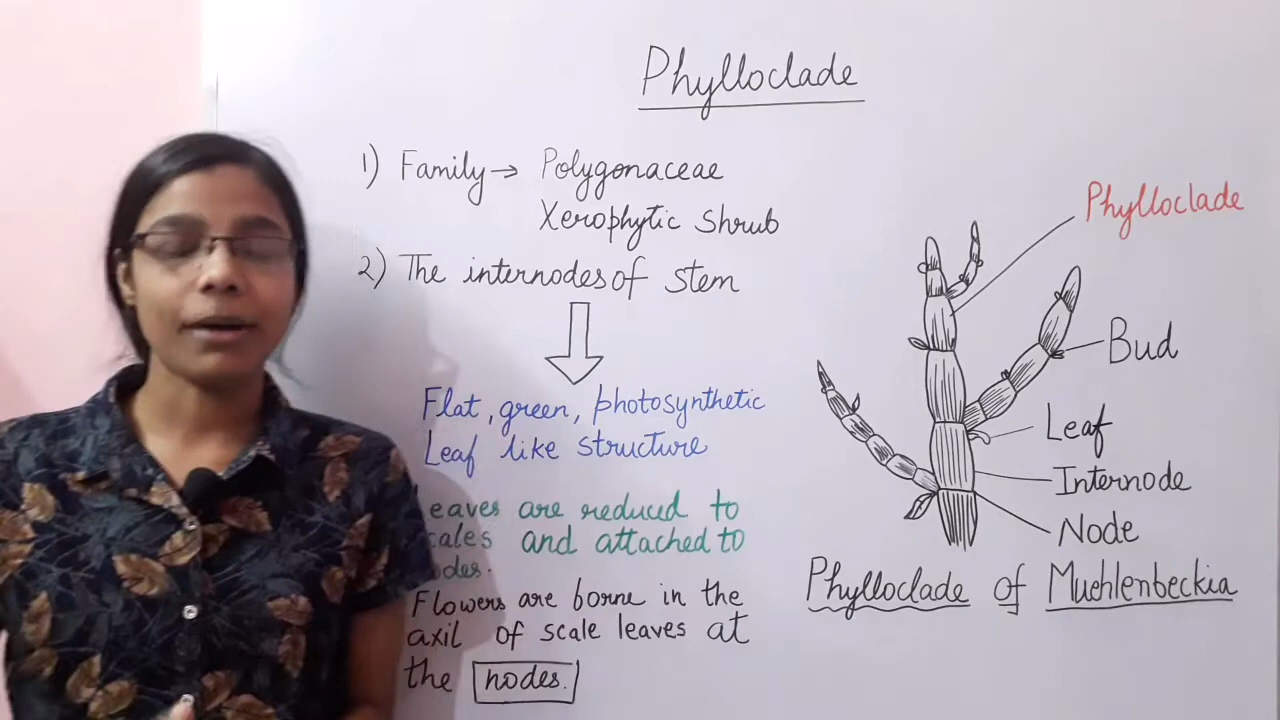 Phylloclade
1) Family → Polygonaceae
Xerophytic Shrub
2) The internodes of stem
Flat, green, photosynthetic
Leaf like structure
eaves are reduced to
cales and attached to
odes.
Flowers are borne in the
axil of scale leaves at
the nodes.
Phylloclade
Bud
Leaf
Internode
Node
Phylloclade of Muehlenbeckia